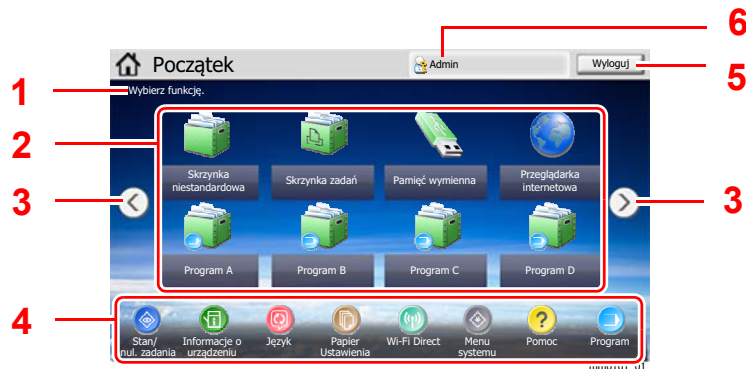 6
Początek
Admin
Wyloguj
5
1
Wybierz funkcję.
2
Skrzynka
niestandardowa
Skrzynka zadań
Pamięć wymienna
Przeglądarka
internetowa
3
3
Program A
Program B
Program C
Program D
4
Stan/
nul. zadania
Informacje o
urządzeniu
Język
Papier
Ustawienia
Wi-Fi Direct
Menu
systemu
Pomoc
Program